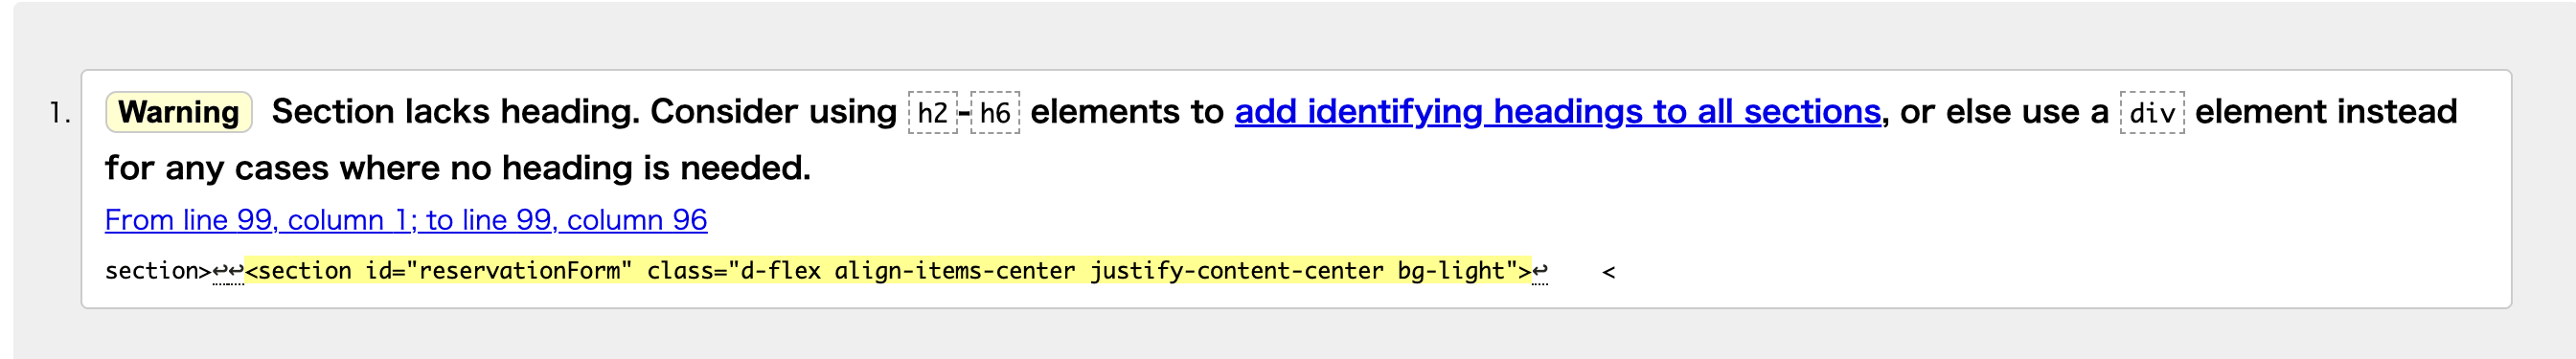 1. Warning Section lacks heading. Consider using h2-h6 elements to add identifying headings to all sections, or else use a div element instead
for any cases where no heading is needed.
From line 99, column 1; to line 99, column 96
section>↩↩<section id="reservationForm" class="d-flex align-items-center justify-content-center bg-light">↩    <